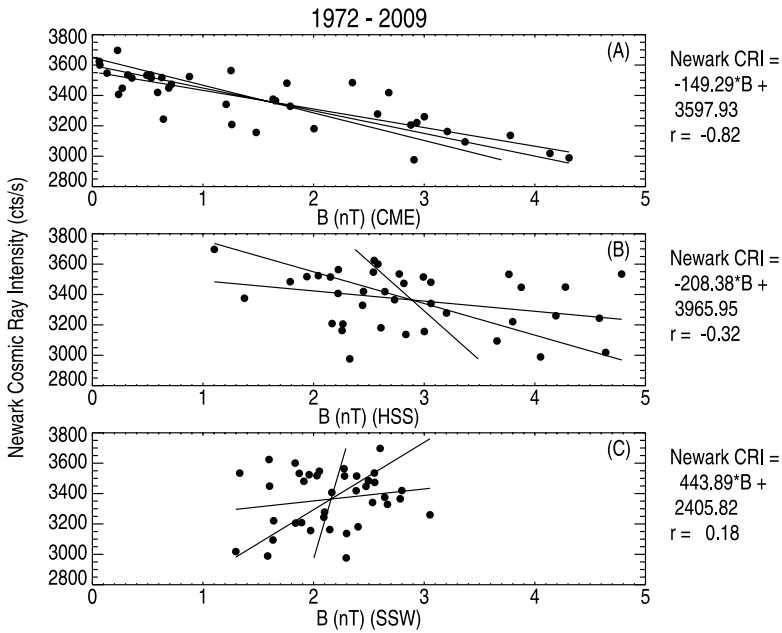 1972 - 2009
Newark Cosmic Ray Intensity (cts/s)
(A)
3800
3600
3400
3200
3000
2800
0 1 2 3 4 5
B (nT) (CME)
Newark CRI =
-149.29*B +
3597.93
r = -0.82
(B)
3800
3600
3400
3200
3000
2800
0 1 2 3 4 5
B (nT) (HSS)
Newark CRI =
-208.38*B +
3965.95
r = -0.32
(C)
3800
3600
3400
3200
3000
2800
0 1 2 3 4 5
B (nT) (SSW)
Newark CRI =
443.89*B +
2405.82
r = 0.18